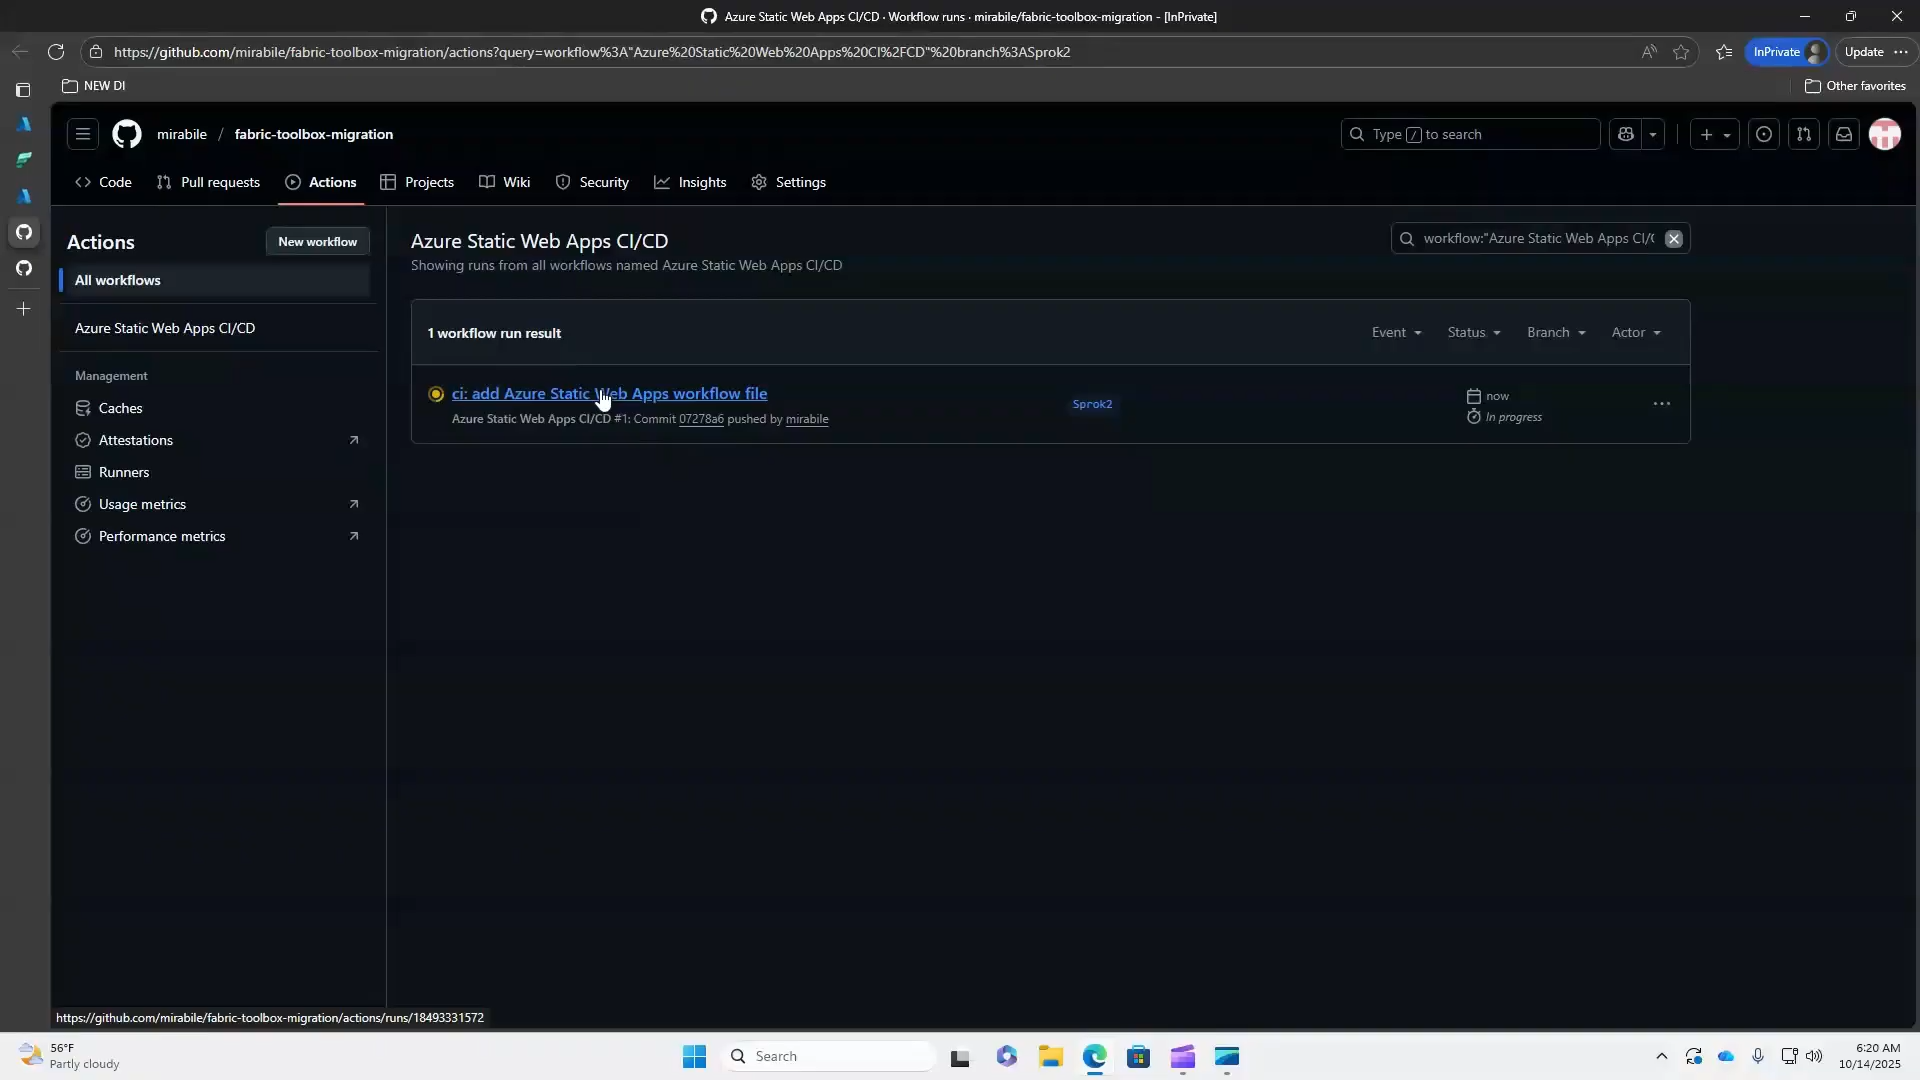 Azure Static Web Apps CI/CD · Workflow runs · mirabile/fabric-toolbox-migration - [InPrivate]
https://github.com/mirabile/fabric-toolbox-migration/actions?query=workflow%3A"Azure%20Static%20Web%20Apps%20CI%2FCD"%20branch%3ASprok2
InPrivate
Update
NEW DI
Other favorites
mirabile / fabric-toolbox-migration
Type / to search
Code
Pull requests
Actions
Projects
Wiki
Security
Insights
Settings
Actions
New workflow
All workflows
Azure Static Web Apps CI/CD
Management
Caches
Attestations
Runners
Usage metrics
Performance metrics
Azure Static Web Apps CI/CD
Showing runs from all workflows named Azure Static Web Apps CI/CD
workflow:"Azure Static Web Apps CI/(
1 workflow run result
Event
Status
Branch
Actor
ci: add Azure Static Web Apps workflow file
Azure Static Web Apps CI/CD #1: Commit 07278a6 pushed by mirabile
Sprok2
now
In progress
https://github.com/mirabile/fabric-toolbox-migration/actions/runs/18493331572
56°F
Partly cloudy
Search
6:20 AM
10/14/2025